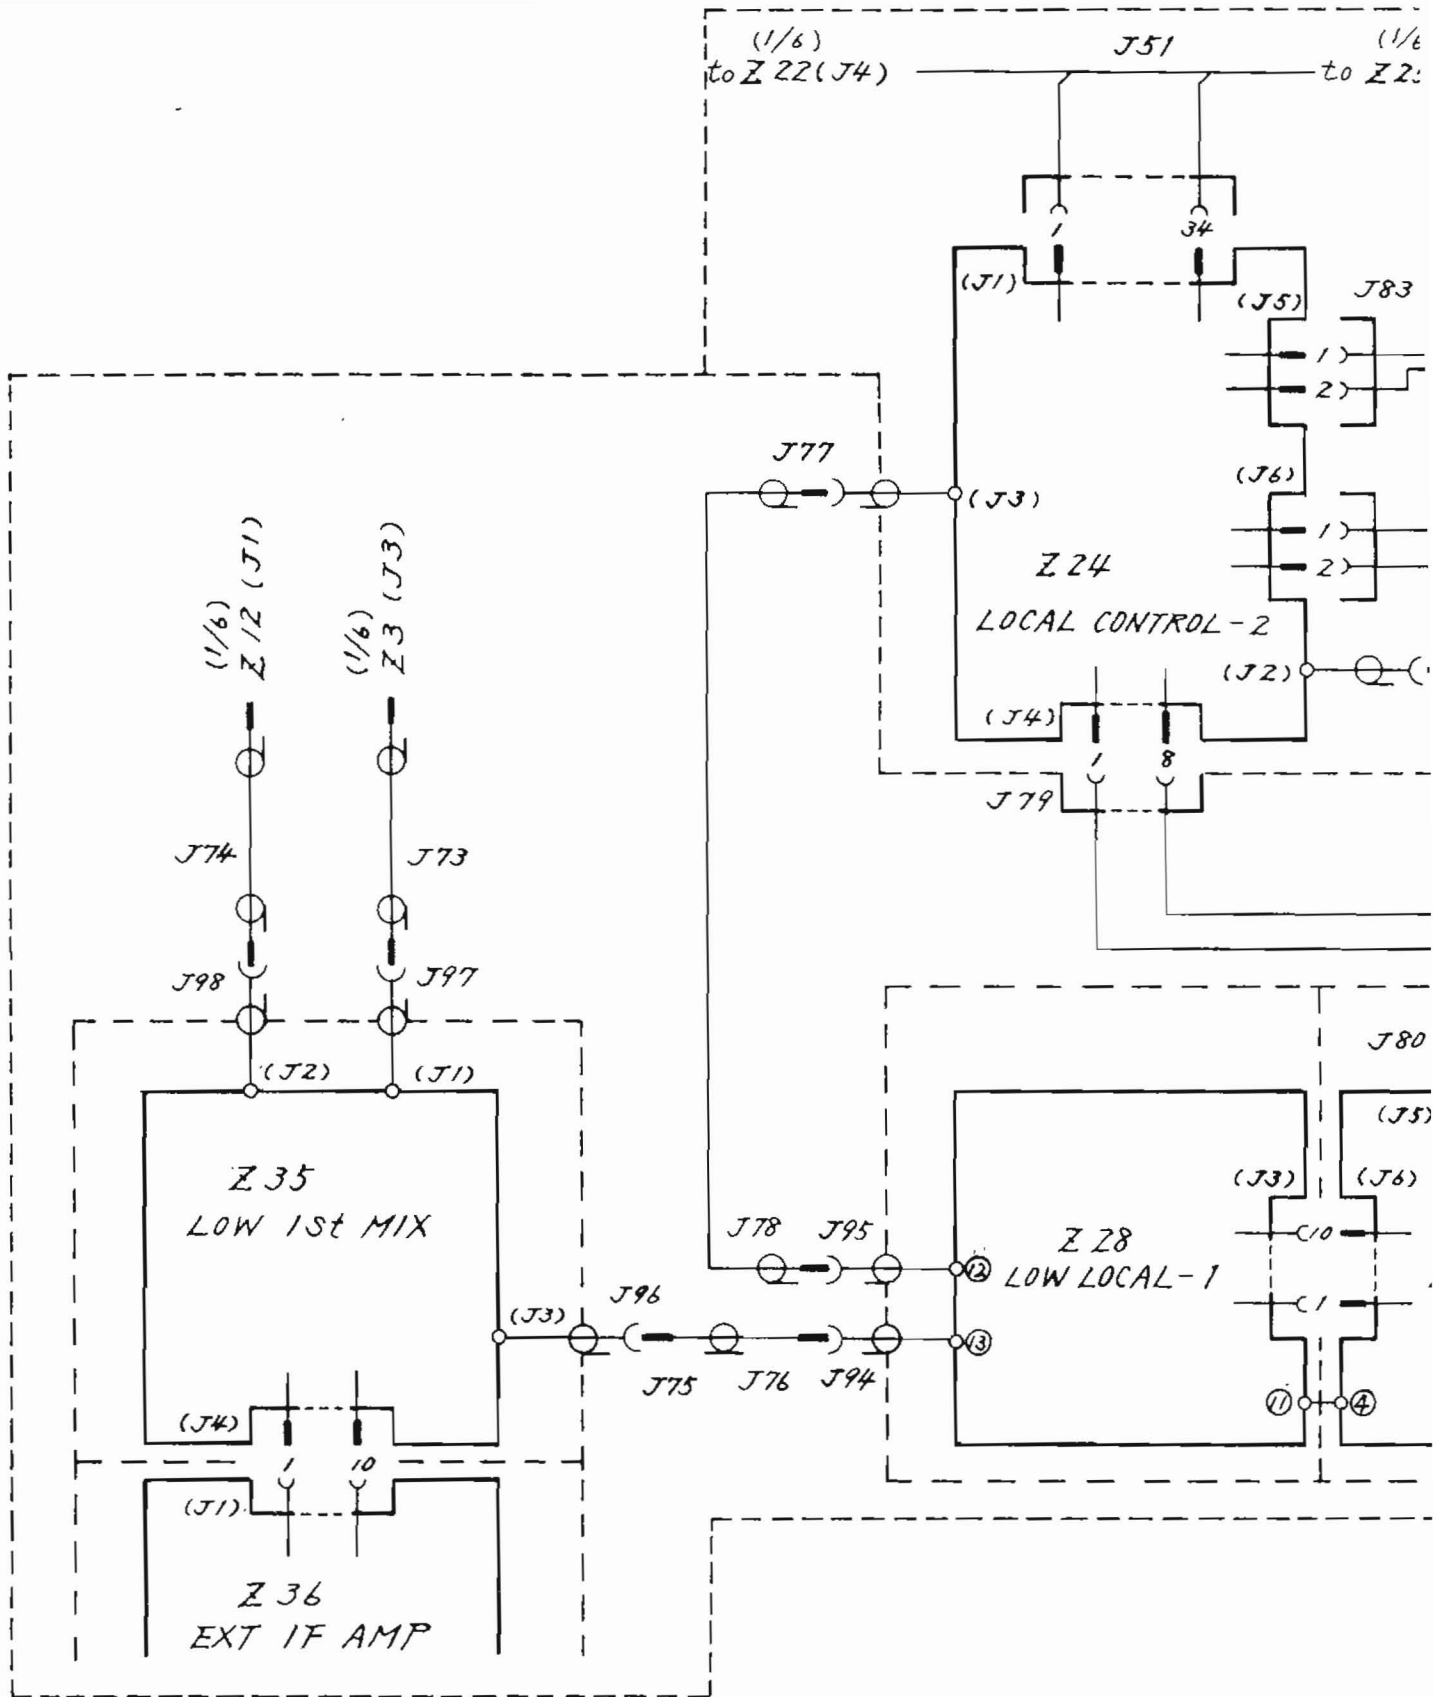 (1/6)
to Z 22(J4)
J51
(1/6
to Z 2
1
34
(J1)
(J5)
J83
1
2
J77
(J3)
(J6)
1
2
Z 24
LOCAL CONTROL-2
(J2)
(J4)
1
8
J79
(1/6)
Z 12 (J1)
(1/6)
Z 3 (J3)
J74
J73
J98
J97
(J2)
(J1)
Z 35
LOW 1st MIX
(J3)
J96
J75
J76
J94
J78
J95
12
13
Z 28
LOW LOCAL-1
J80
(J5)
(J3)
(J6)
10
1
11
4
(J4)
1
10
(J1)
Z 36
EXT IF AMP